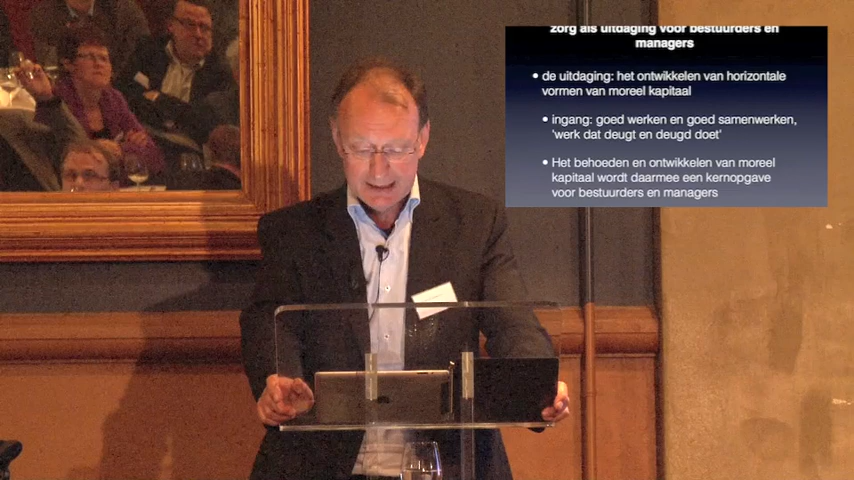 zorg als uitdaging voor bestuurders en
managers
• de uitdaging: het ontwikkelen van horizontale
vormen van moreel kapitaal
• ingang: goed werken en goed samenwerken,
'werk dat deugt en deugd doet'
• Het behoeden en ontwikkelen van moreel
kapitaal wordt daarmee een kernopgave
voor bestuurders en managers